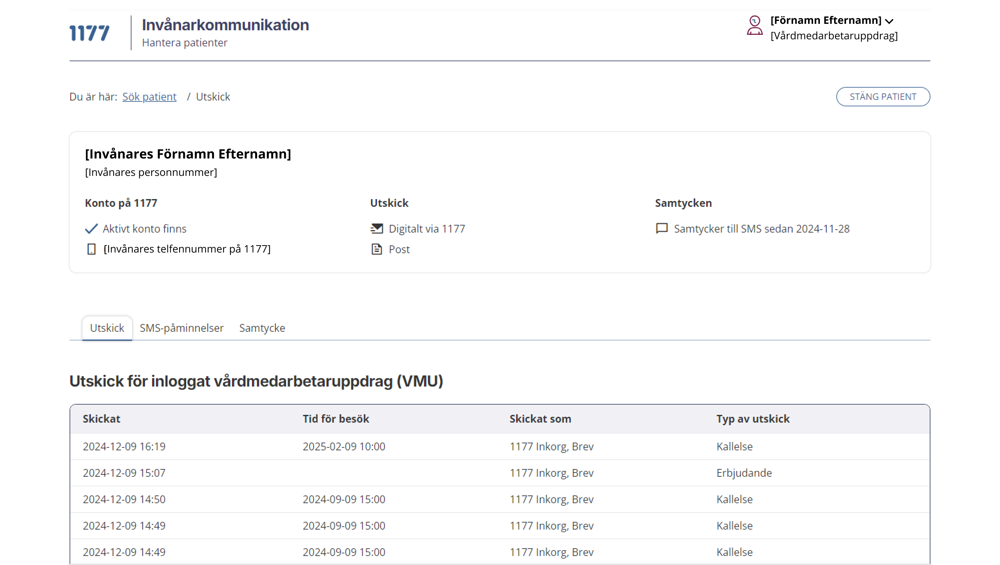 1177
Invånarkommunikation
Hantera patienter
[Förnamn Efternamn]
[Vårdmedarbetaruppdrag]
Du är här: Sök patient / Utskick
STÄNG PATIENT
[Invånares Förnamn Efternamn]
[Invånares personnummer]
Konto på 1177 Utskick Samtycken
Aktivt konto finns Digitalt via 1177 Samtycker till SMS sedan 2024-11-28
[Invånares telfennummer på 1177] Post
Utskick SMS-påminnelser Samtycke
Utskick för inloggat vårdmedarbetaruppdrag (VMU)
Skickat Tid för besök Skickat som Typ av utskick
2024-12-09 16:19 2025-02-09 10:00 1177 Inkorg, Brev Kallelse
2024-12-09 15:07 1177 Inkorg, Brev Erbjudande
2024-12-09 14:50 2024-09-09 15:00 1177 Inkorg, Brev Kallelse
2024-12-09 14:49 2024-09-09 15:00 1177 Inkorg, Brev Kallelse
2024-12-09 14:49 2024-09-09 15:00 1177 Inkorg, Brev Kallelse